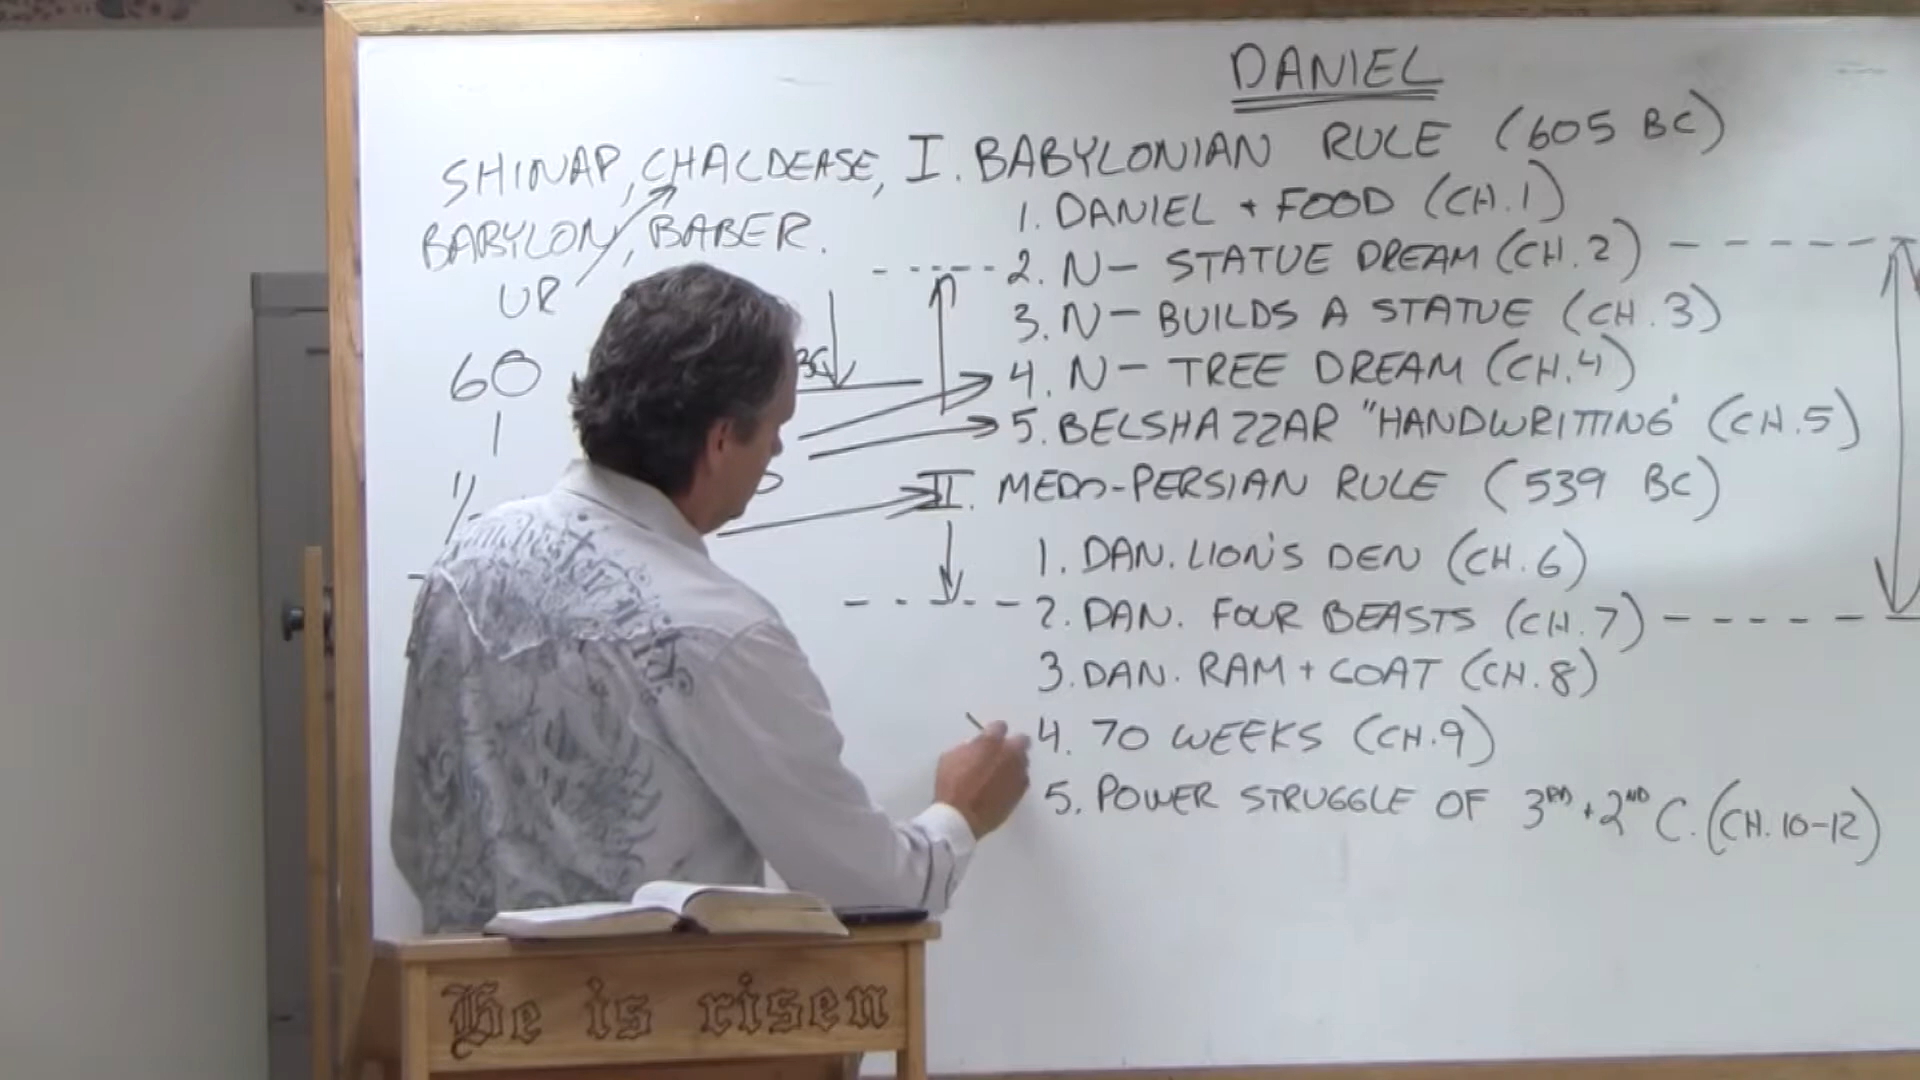 DANIEL
SHINAP, CHALDEASE,
BABYLON, BABER.
UR
60
1
I. BABYLONIAN RULE (605 BC)
1. DANIEL + FOOD (CH. 1)
2. N- STATUE DREAM (CH. 2)
3. N- BUILDS A STATUE (CH. 3)
4. N- TREE DREAM (CH. 4)
5. BELSHAZZAR "HANDWRITTING" (CH. 5)
II. MEDO-PERSIAN RULE (539 BC)
1. DAN. LION'S DEN (CH. 6)
2. DAN. FOUR BEASTS (CH. 7)
3. DAN. RAM + GOAT (CH. 8)
4. 70 WEEKS (CH. 9)
5. POWER STRUGGLE OF 3RD + 2ND C. (CH. 10-12)
He is risen